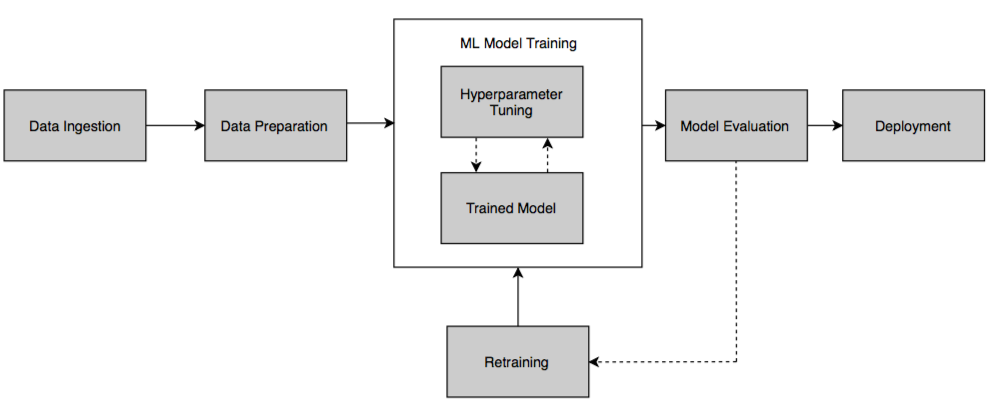 ML Model Training
Hyperparameter
Tuning
Data Ingestion
Data Preparation
Model Evaluation
Deployment
Trained Model
Retraining